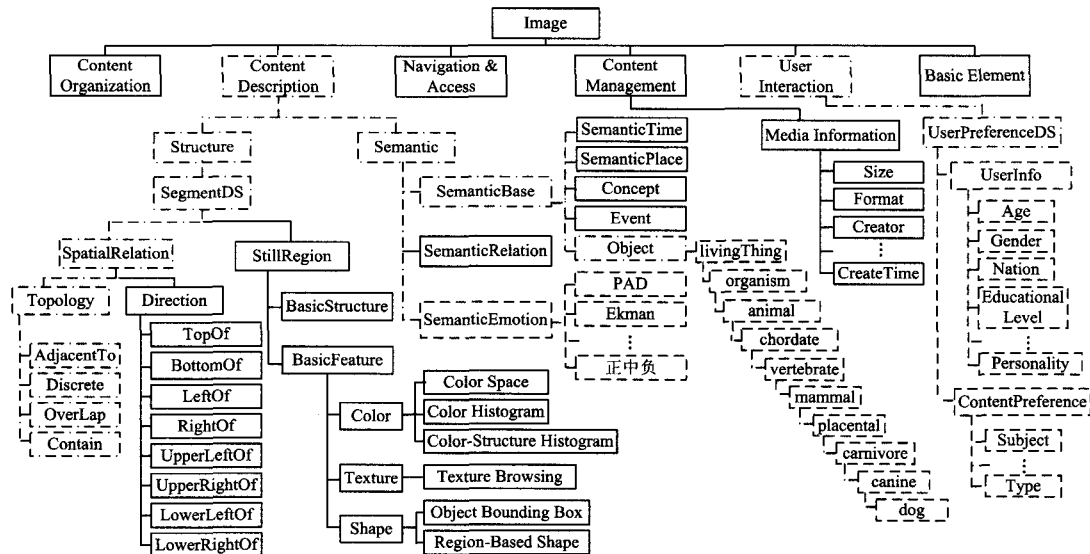 Image
Content
Organization
Content
Description
Navigation &
Access
Content
Management
User
Interaction
Basic Element
Structure
SegmentDS
SpatialRelation
Topology
AdjacentTo
Discrete
OverLap
Contain
Direction
TopOf
BottomOf
LeftOf
RightOf
UpperLeftOf
UpperRightOf
LowerLeftOf
LowerRightOf
StillRegion
BasicStructure
BasicFeature
Color
Color Space
Color Histogram
Color-Structure Histogram
Texture
Texture Browsing
Shape
Object Bounding Box
Region-Based Shape
Semantic
SemanticBase
SemanticTime
SemanticPlace
Concept
Event
Object
livingThing
organism
animal
chordate
vertebrate
mammal
placental
carnivore
canine
dog
SemanticRelation
SemanticEmotion
PAD
Ekman
正中负
Media Information
Size
Format
Creator
CreateTime
UserPreferenceDS
UserInfo
Age
Gender
Nation
Educational
Level
Personality
ContentPreference
Subject
Type